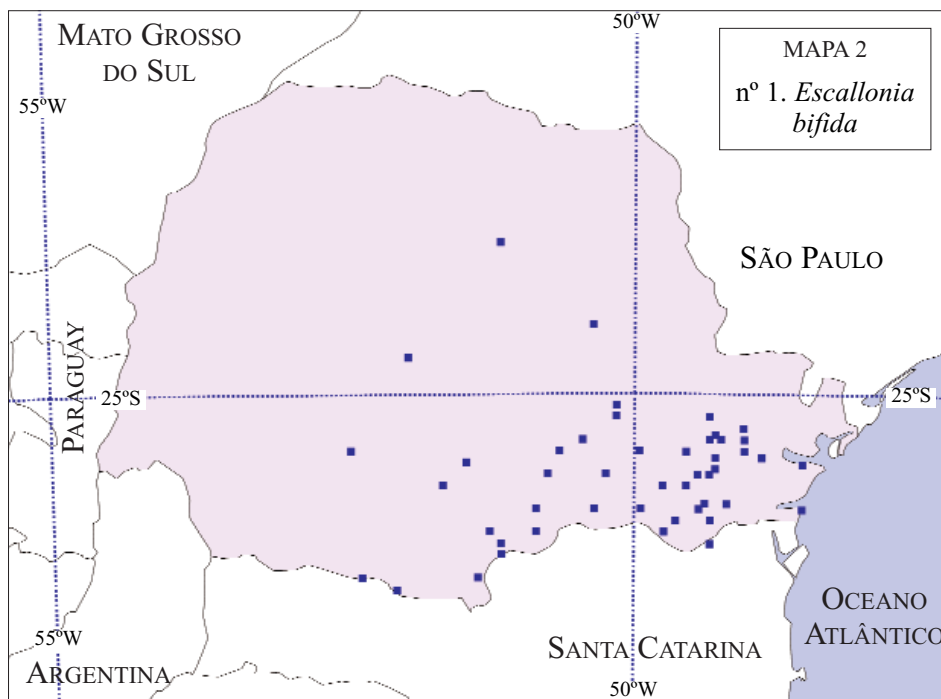 MATO GROSSO
DO SUL
50ºW
MAPA 2
nº 1. Escallonia
bifida
55ºW
SÃO PAULO
PARAGUAY
25ºS
25ºS
OCEANO
ATLÂNTICO
55ºW
ARGENTINA
SANTA CATARINA
50ºW